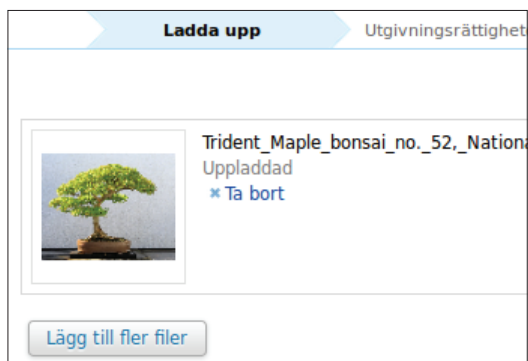 Ladda upp
Utgivningsrättighet
Trident_Maple_bonsai_no._52,_Nationa
Uppladdad
Ta bort
Lägg till fler filer